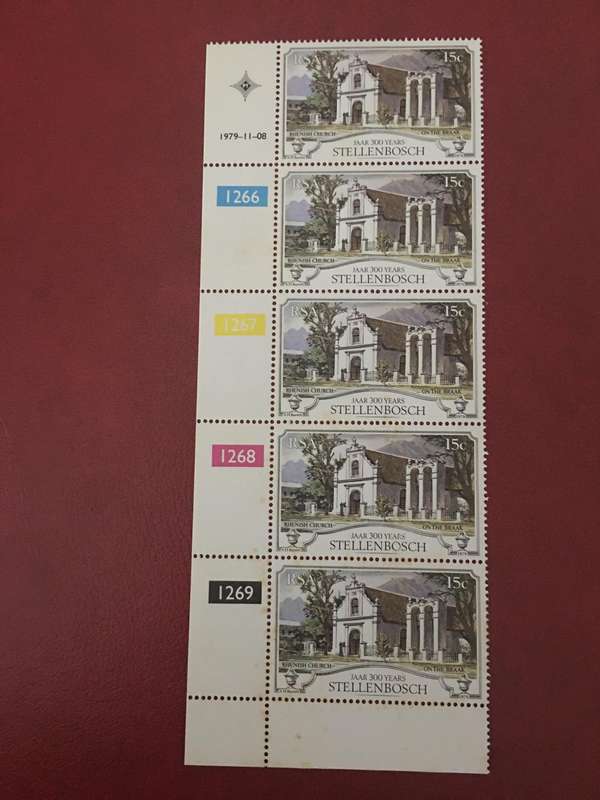 RSA 15c
1979-11-08
RHENISH CHURCH ON THE BRAAK
JAAR 300 YEARS
STELLENBOSCH
1266
RSA 15c
RHENISH CHURCH ON THE BRAAK
JAAR 300 YEARS
STELLENBOSCH
1267
RSA 15c
RHENISH CHURCH ON THE BRAAK
JAAR 300 YEARS
STELLENBOSCH
1268
RSA 15c
RHENISH CHURCH ON THE BRAAK
JAAR 300 YEARS
STELLENBOSCH
1269
RSA 15c
RHENISH CHURCH ON THE BRAAK
JAAR 300 YEARS
STELLENBOSCH